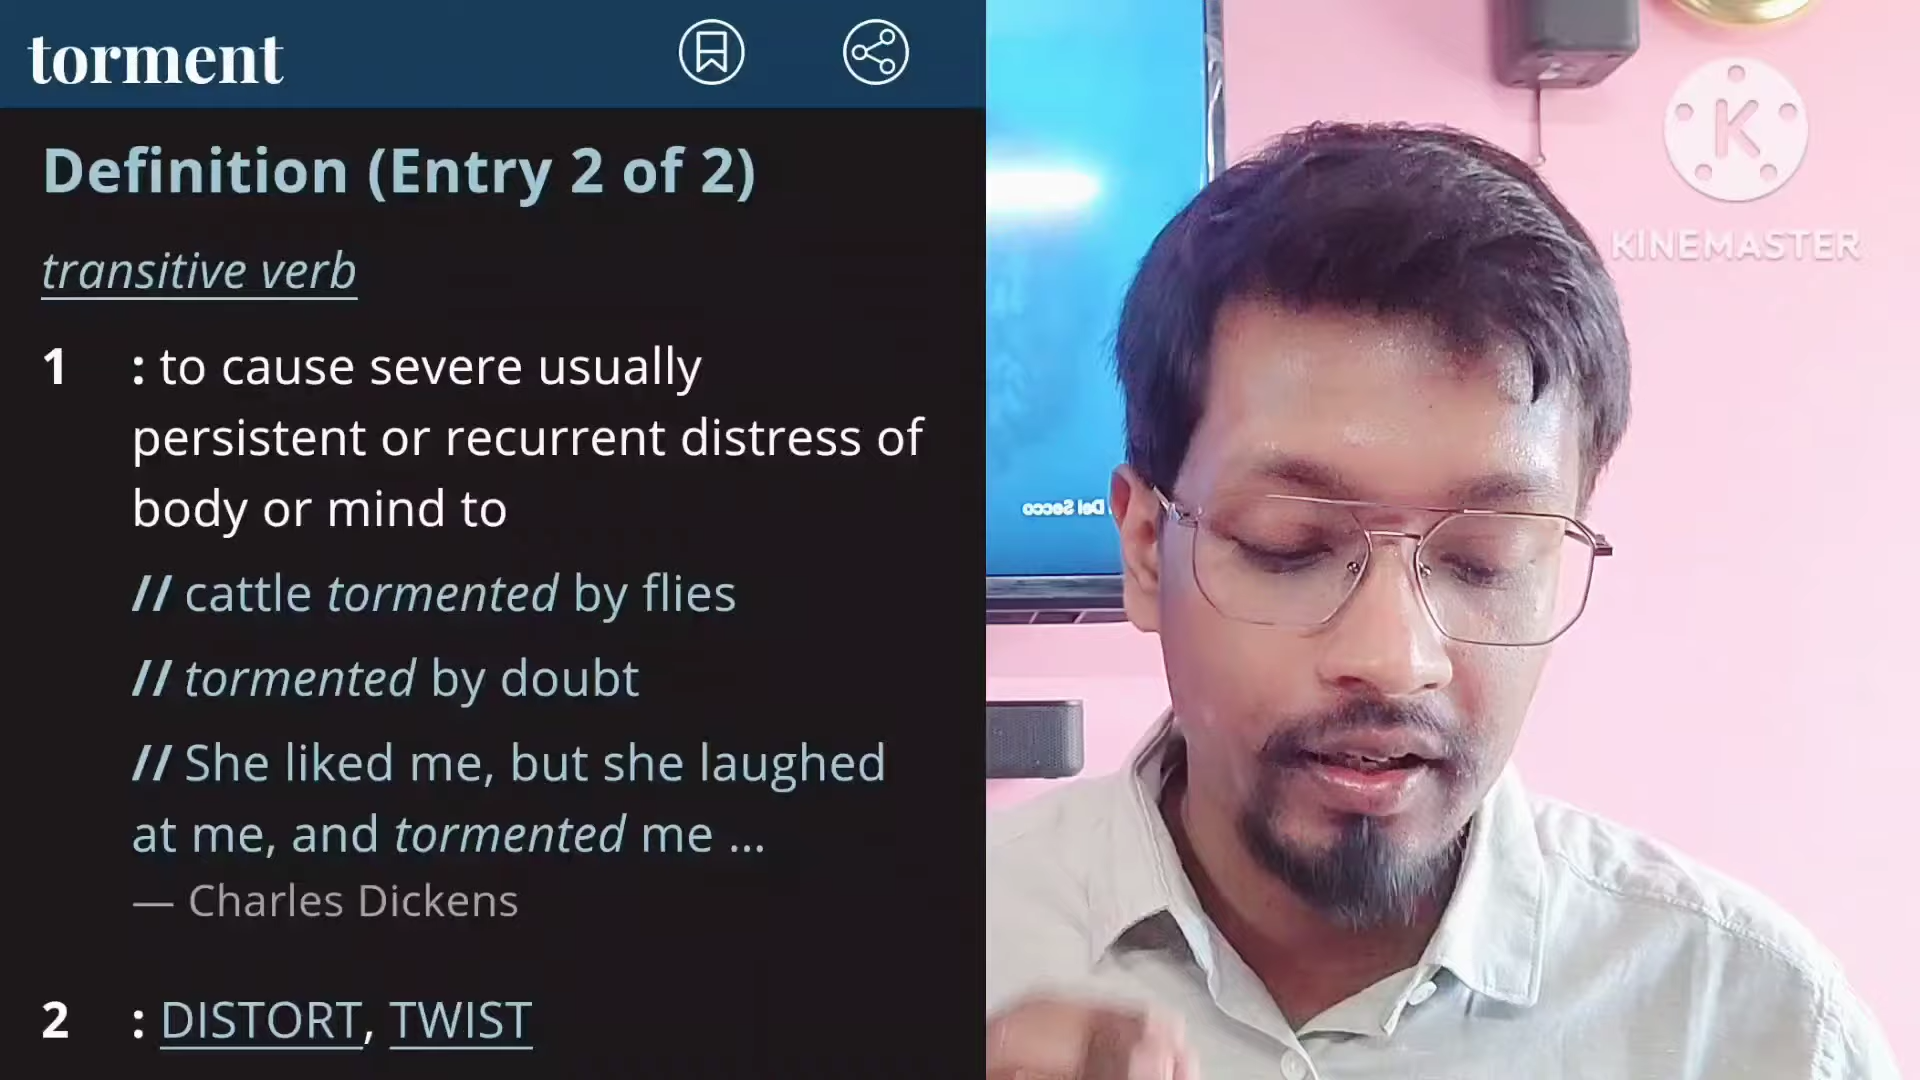 torment
Definition (Entry 2 of 2)
transitive verb
1 : to cause severe usually
persistent or recurrent distress of
body or mind to
// cattle tormented by flies
// tormented by doubt
// She liked me, but she laughed
at me, and tormented me ...
— Charles Dickens
2 : DISTORT, TWIST
K
KINEMASTER
Del Secco